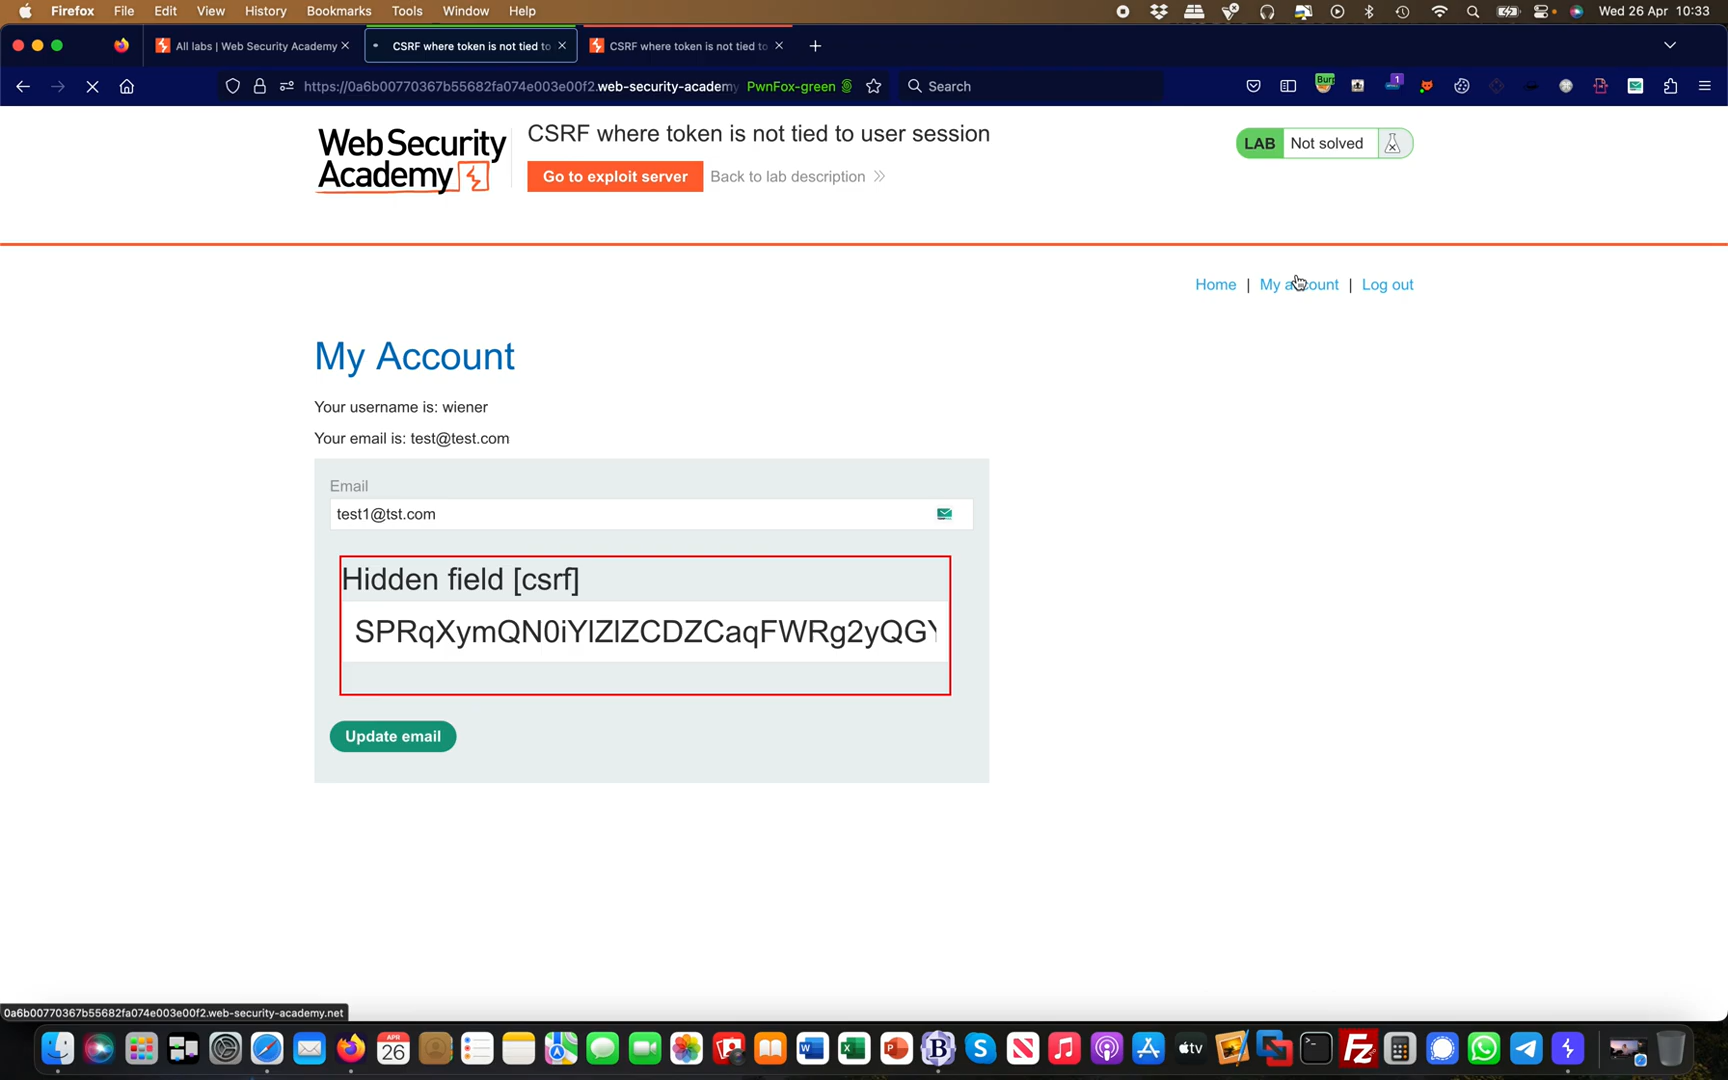 Firefox File Edit View History Bookmarks Tools Window Help Wed 26 Apr 10:33
All labs | Web Security Academy CSRF where token is not tied to CSRF where token is not tied to
https://0a6b00770367b55682fa074e003e00f2.web-security-academy PwnFox-green Search
Web Security
Academy
CSRF where token is not tied to user session
Go to exploit server Back to lab description
LAB Not solved
Home | My account | Log out
My Account
Your username is: wiener
Your email is: test@test.com
Email
test1@tst.com
Hidden field [csrf]
Update email
0a6b00770367b55682fa074e003e00f2.web-security-academy.net
APR
26
tv